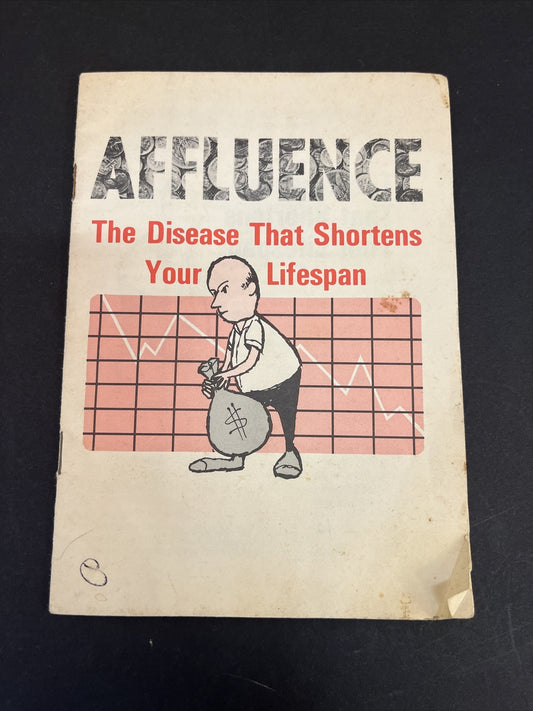 AFFLUENCE
The Disease That Shortens
Your Lifespan
$